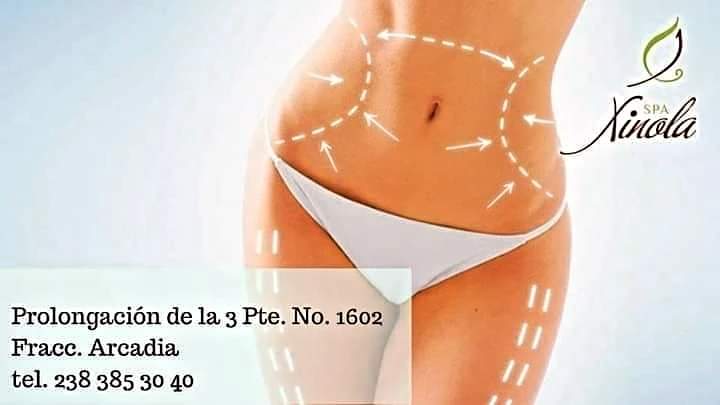 SPA
Xinola
Prolongación de la 3 Pte. No. 1602
Fracc. Arcadia
tel. 238 385 30 40